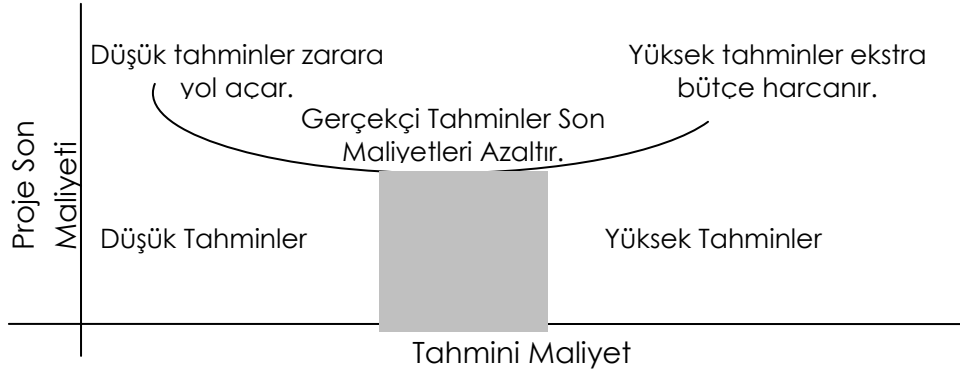 Düşük tahminler zarara
yol açar.
Yüksek tahminler ekstra
bütçe harcanır.
Gerçekçi Tahminler Son
Maliyetleri Azaltır.
Proje Son
Maliyeti
Düşük Tahminler
Yüksek Tahminler
Tahmini Maliyet